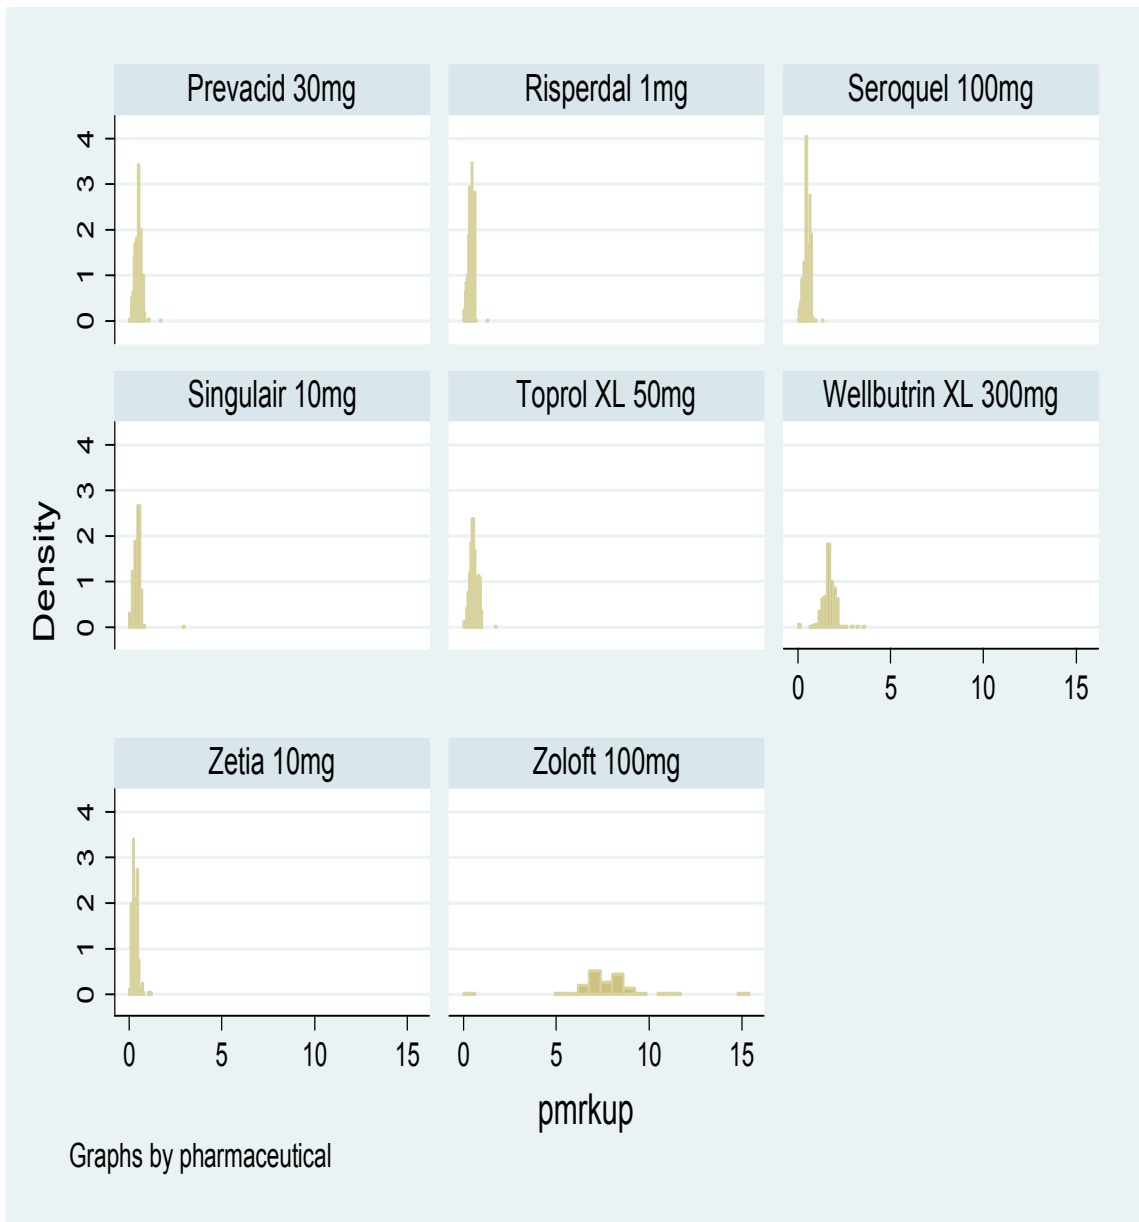 Prevacid 30mg
Risperdal 1mg
Seroquel 100mg
4
3
2
1
0
Singulair 10mg
Toprol XL 50mg
Wellbutrin XL 300mg
4
3
2
1
0
0 5 10 15
Density
Zetia 10mg
Zoloft 100mg
4
3
2
1
0
0 5 10 15
0 5 10 15
pmrkup
Graphs by pharmaceutical